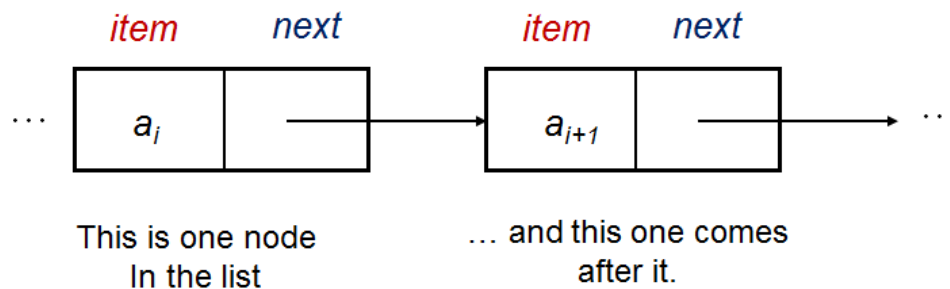 item next item next
... a_i a_{i+1} ..
This is one node
In the list
... and this one comes
after it.